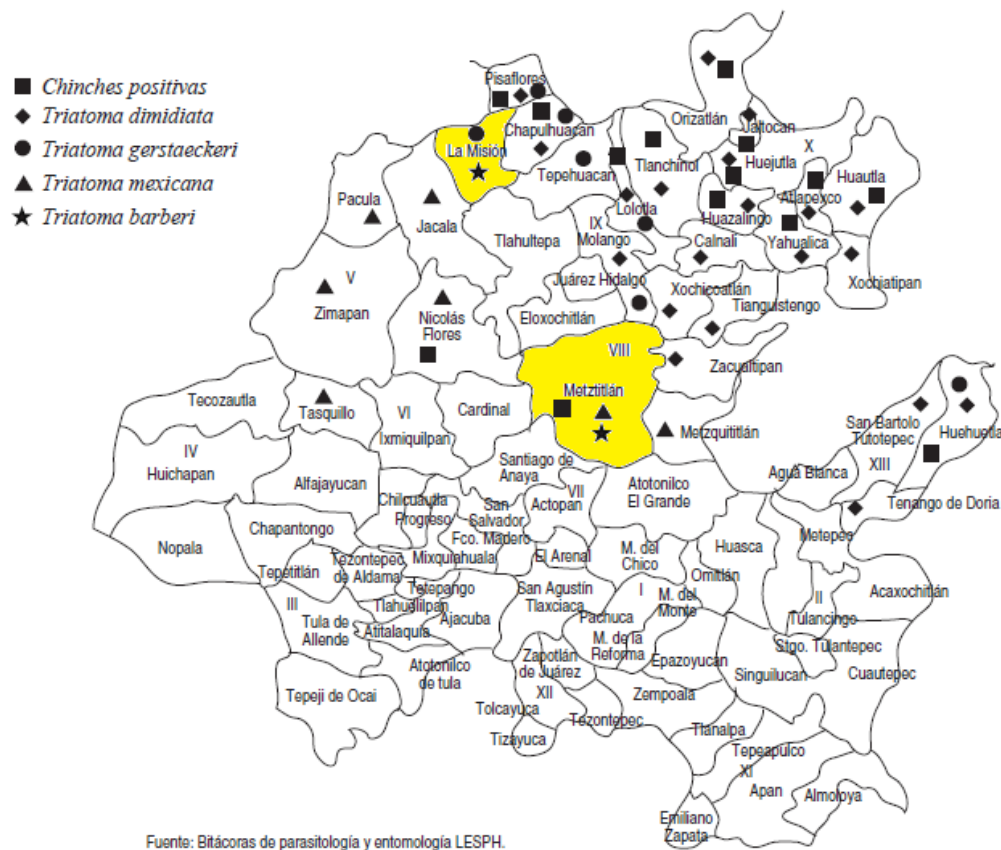 Chinches positivas
Triatoma dimidiata
Triatoma gerstaeckeri
Triatoma mexicana
Triatoma barberi
Pisaflores
Chapulhuacan
La Misión
Orizatlán
Jaltocan
X
Tlanchinol
Huejutla
Huautla
Tepehuacan
Atlapexco
Pacula
Jacala
Lolotla
Huazalingo
IX
Molango
Tlahultepa
Calnali
Yahualica
Xochiatipan
V
Zimapan
Juárez Hidalgo
Xochicoatlán
Tianguistengo
Nicolás
Flores
Eloxochitlán
VIII
Zacualtipan
Metztitlán
Tecozautla
Tasquillo
VI
Ixmiquilpan
Cardinal
Metzquititlán
San Bartolo
Tutotepec
Huehuetla
IV
Huichapan
Santiago de
Anaya
XIII
Agua Blanca
Alfajayucan
Atotonilco
El Grande
VII
Actopan
Chilcuautla
Progreso
San
Salvador
Tenango de Doria
Nopala
Chapantongo
Fco. Madero
Mixquiahuala
El Arenal
M. del
Chico
Huasca
Metepec
Tepetitlán
Tezontepec
de Aldama
Omitlán
Acaxochitlán
Tetepango
San Agustín
Tlaxciaca
I
M. del
Monte
III
Tula de
Allende
Tlahuelilpan
Atitalaquia
Ajacuba
Pachuca
II
Tulancingo
M. de la
Reforma
Stgo. Tulantepec
Atotonilco
de tula
Zapotlán
de Juárez
Epazoyucan
Singuilucan
Cuautepec
Tepeji de Ocai
XII
Zempoala
Tolcayuca
Tezontepec
Tizayuca
Tlanalpa
Tepeapulco
XI
Apan
Almoloya
Emiliano
Zapata
Fuente: Bitácoras de parasitología y entomología LESPH.